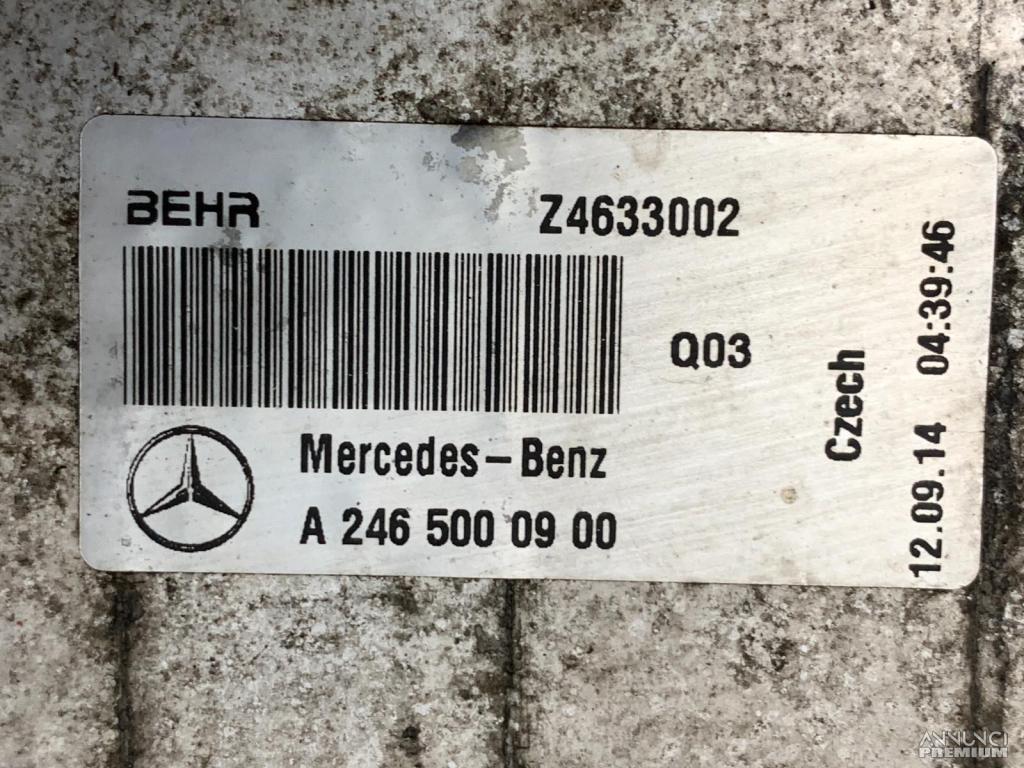 BEHR Z4633002
Q03
Mercedes-Benz
A 246 500 09 00
Czech
12.09.14 04:39:46
ANNUNCI
PREMIUM